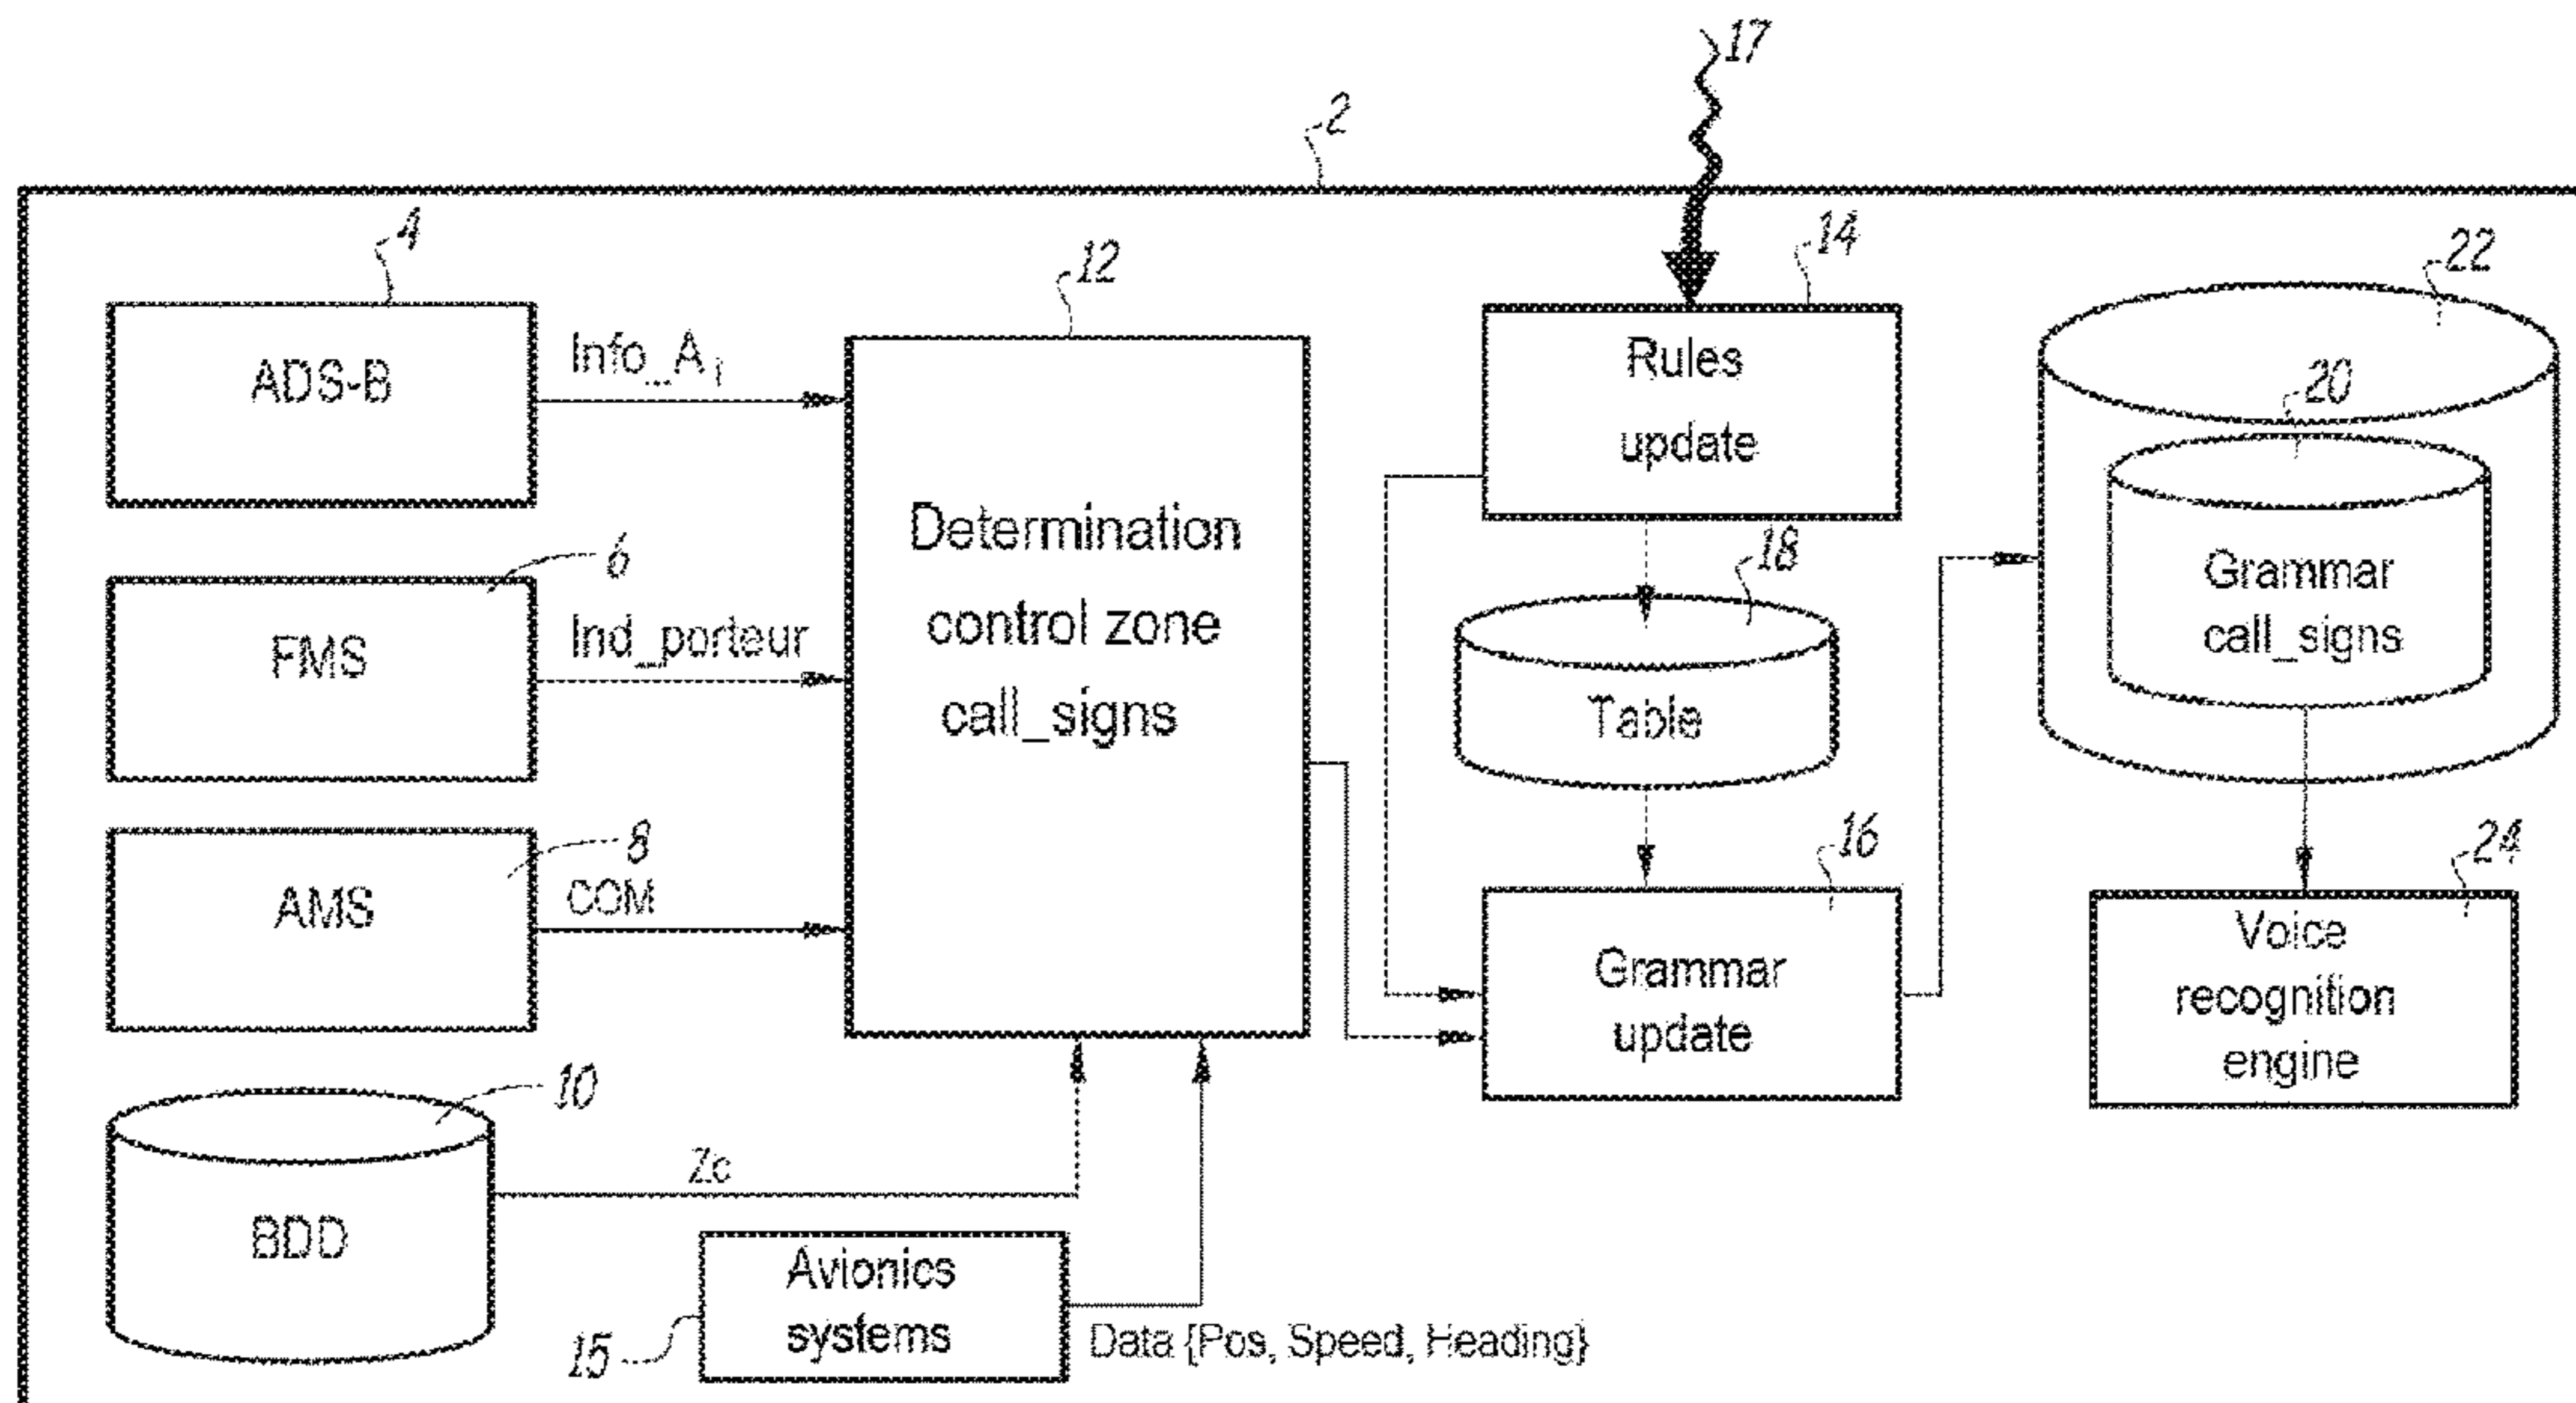 17
2
4
12
14
22
ADS-B
Info_A i
Rules
update
20
6
FMS
Ind_porteur
Determination
control zone
call_signs
18
Table
Grammar
call_signs
8
AMS
COM
16
Grammar
update
24
Voice
recognition
engine
10
BDD
Zc
15
Avionics
systems
Data {Pos, Speed, Heading}